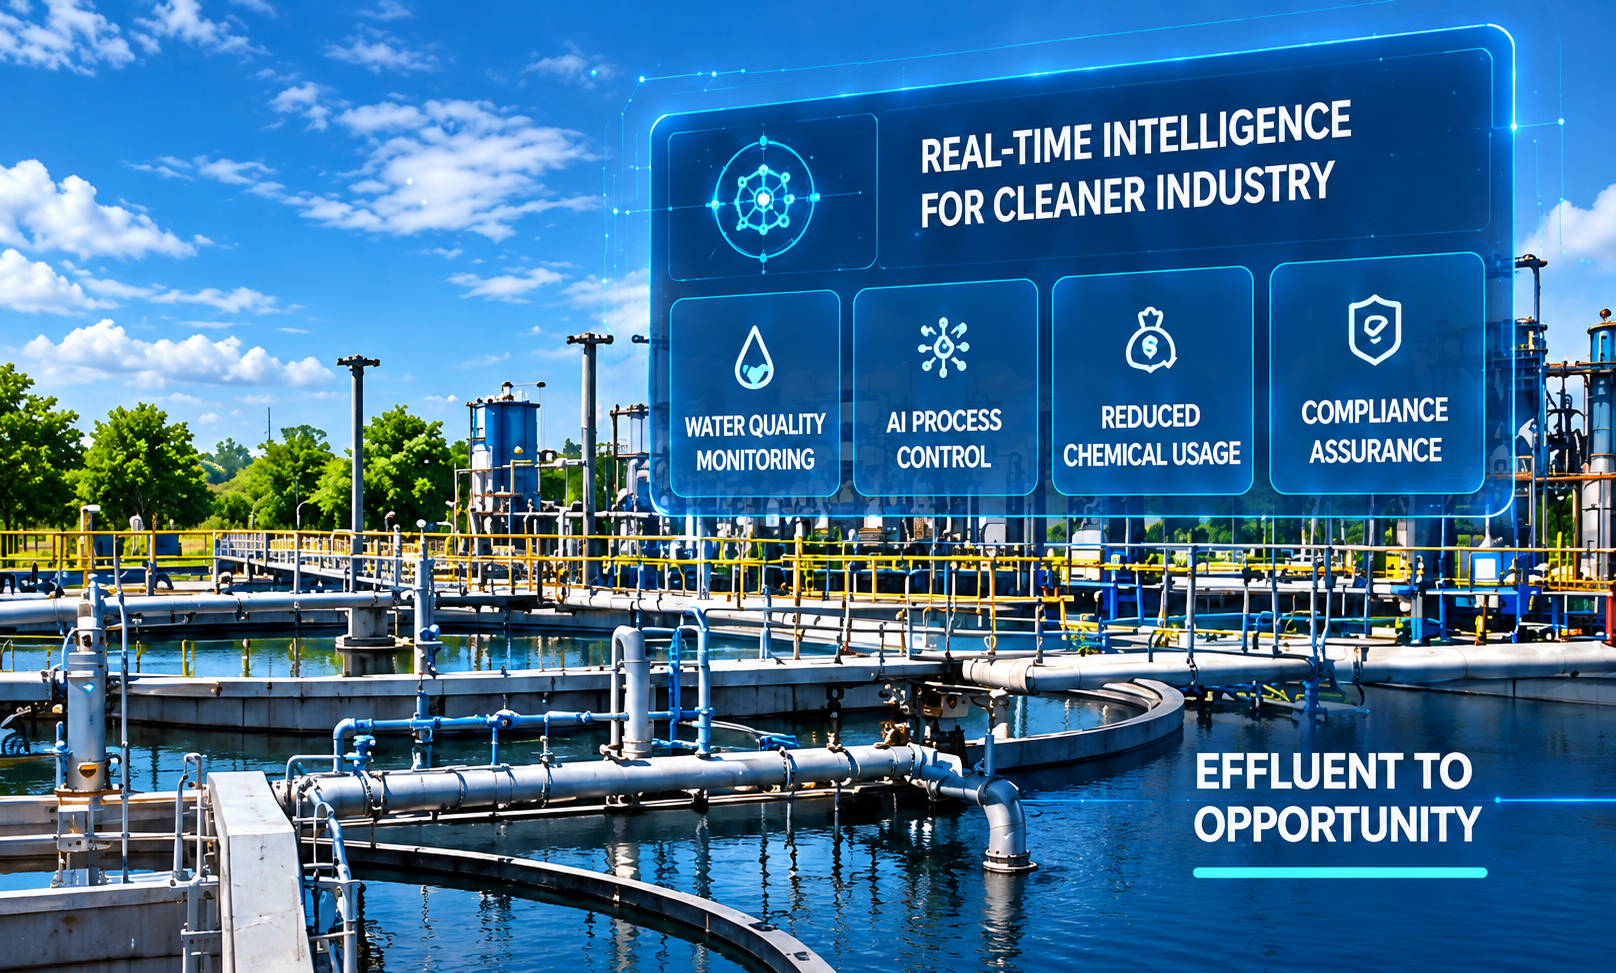 REAL-TIME INTELLIGENCE
FOR CLEANER INDUSTRY
WATER QUALITY
MONITORING
AI PROCESS
CONTROL
REDUCED
CHEMICAL USAGE
COMPLIANCE
ASSURANCE
EFFLUENT TO
OPPORTUNITY